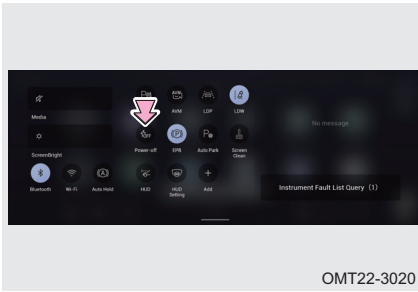 AVM
LDP
LDW
Media
No message
OFF
Power-off
EPB
Auto Park
Screen
Clean
ScreenBright
Bluetooth
Wi-Fi
Auto Hold
HUD
HUD
Setting
Add
Instrument Fault List Query (1)
OMT22-3020